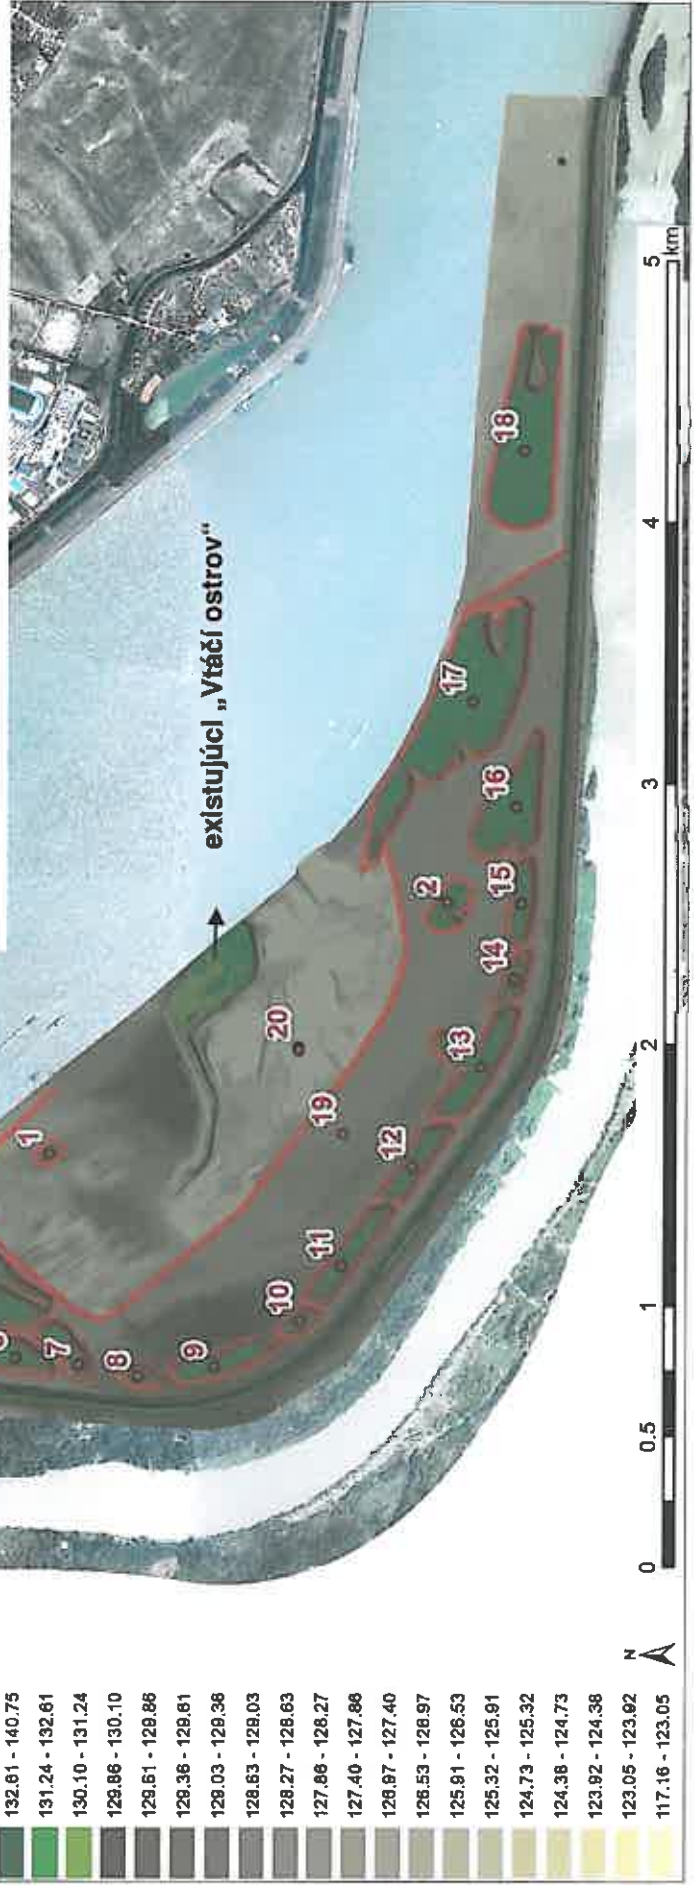 132.61 - 140.75
131.24 - 132.61
130.10 - 131.24
129.86 - 130.10
129.61 - 129.86
129.36 - 129.61
129.03 - 129.36
128.63 - 129.03
128.27 - 128.63
127.86 - 128.27
127.40 - 127.86
126.97 - 127.40
126.53 - 126.97
125.91 - 126.53
125.32 - 125.91
124.73 - 125.32
124.38 - 124.73
123.92 - 124.38
123.05 - 123.92
117.16 - 123.05
1
7
8
9
10
11
12
19
20
existujúci „Vtáčí ostrov“
13
14
2
15
16
17
18
N
0
0.5
1
2
3
4
5
km